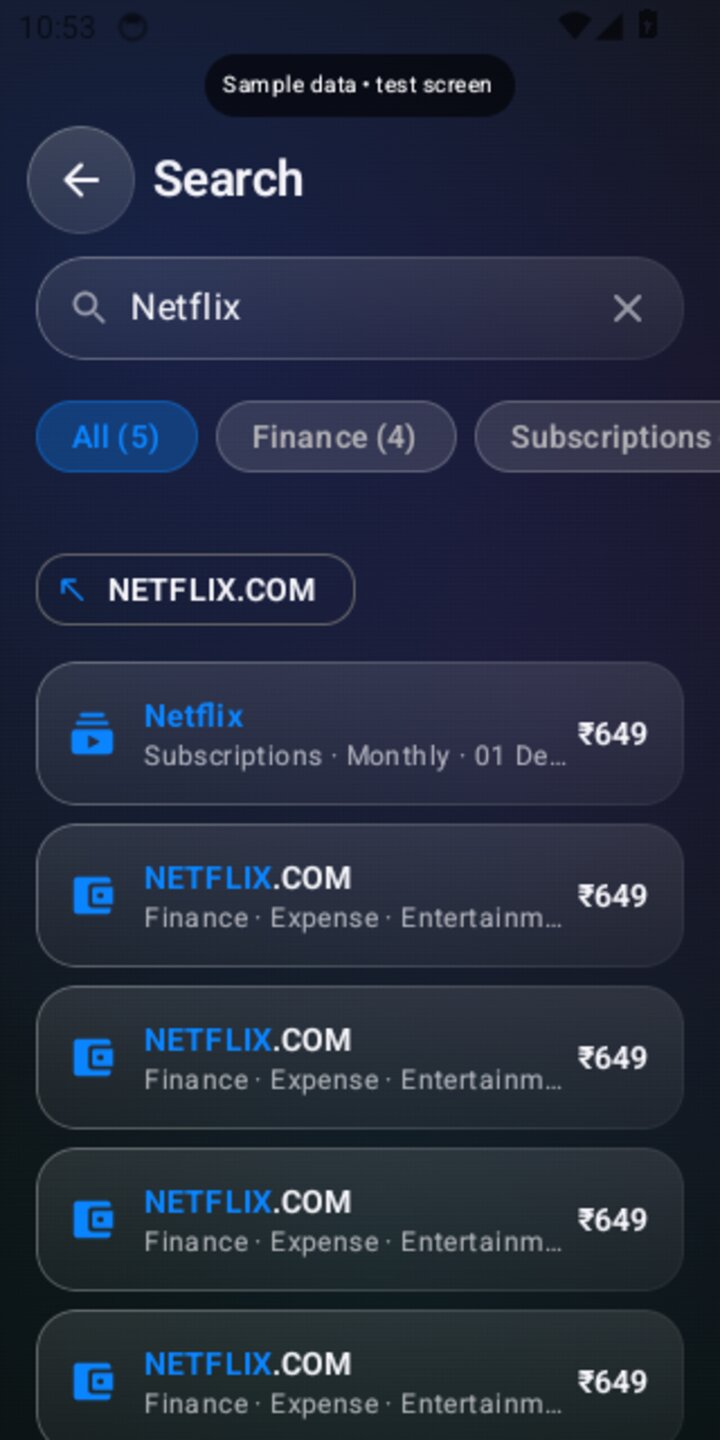 10:53
Sample data • test screen
Search
Netflix
All (5) Finance (4) Subscriptions
NETFLIX.COM
Netflix
Subscriptions · Monthly · 01 De…
₹649
NETFLIX.COM
Finance · Expense · Entertainm…
₹649
NETFLIX.COM
Finance · Expense · Entertainm…
₹649
NETFLIX.COM
Finance · Expense · Entertainm…
₹649
NETFLIX.COM
Finance · Expense · Entertainm…
₹649